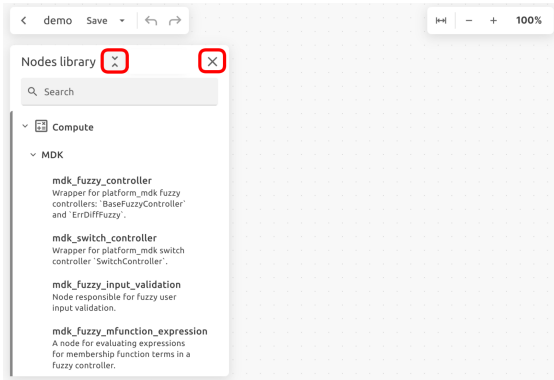 demo Save
100%
Nodes library
Search
Compute
MDK
mdk_fuzzy_controller
Wrapper for platform_mdk fuzzy
controllers: `BaseFuzzyController`
and `ErrDiffFuzzy`.
mdk_switch_controller
Wrapper for platform_mdk switch
controller `SwitchController`.
mdk_fuzzy_input_validation
Node responsible for fuzzy user
input validation.
mdk_fuzzy_mfunction_expression
A node for evaluating expressions
for membership function terms in a
fuzzy controller.